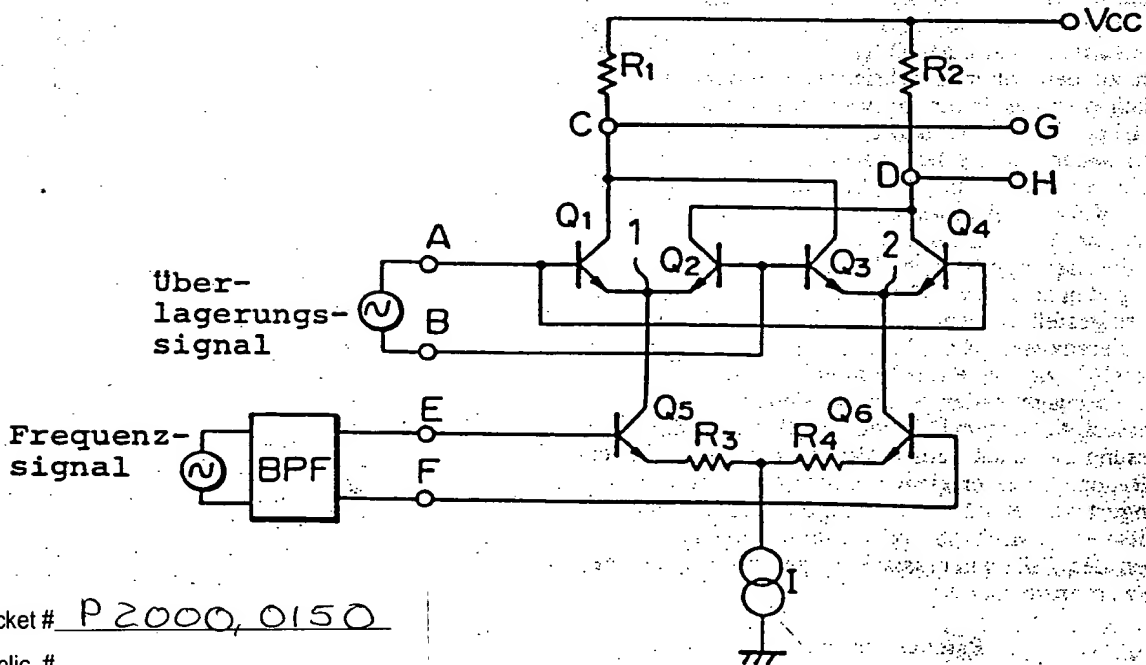 Vcc
R1
R2
C
G
D
H
Q1
1
Q2
Q3
2
Q4
A
Über-
lagerungs-
signal
B
E
Q5
Q6
Frequenz-
signal
BPF
R3
R4
F
I
cket # P2000,0150